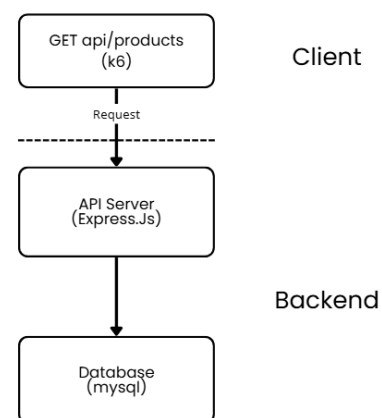 GET api/products
(k6)
Client
Request
API Server
(Express.Js)
Backend
Database
(mysql)